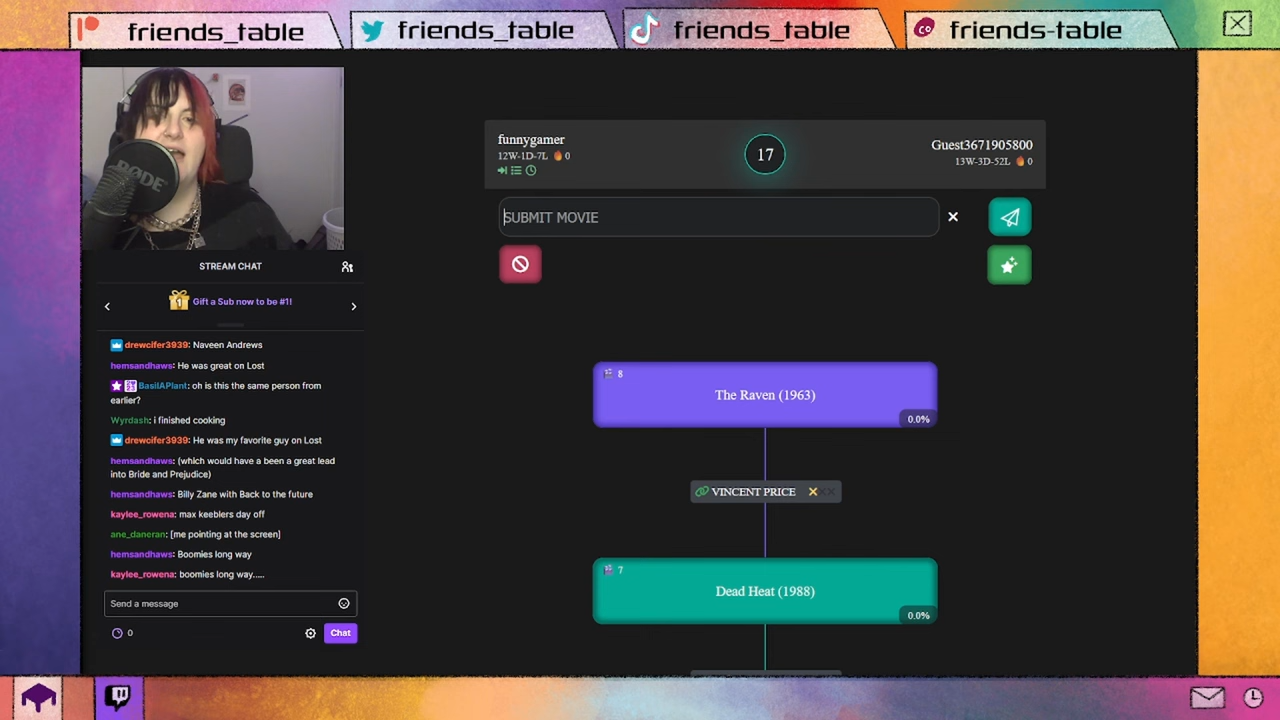 friends_table
friends_table
friends_table
friends-table
RØDE
STREAM CHAT
Gift a Sub now to be #1!
drewcifer3939: Naveen Andrews
hemsandhaws: He was great on Lost
BasilAPlant: oh is this the same person from
earlier?
Wyrdash: i finished cooking
drewcifer3939: He was my favorite guy on Lost
hemsandhaws: (which would have a been a great lead
into Bride and Prejudice)
hemsandhaws: Billy Zane with Back to the future
kaylee_rowena: max keeblers day off
ane_daneran: [me pointing at the screen]
hemsandhaws: Boomies long way
kaylee_rowena: boomies long way.....
Send a message
0
Chat
funnygamer
12W-1D-7L 0
17
Guest3671905800
13W-3D-52L 0
SUBMIT MOVIE
8
The Raven (1963)
0.0%
VINCENT PRICE
7
Dead Heat (1988)
0.0%